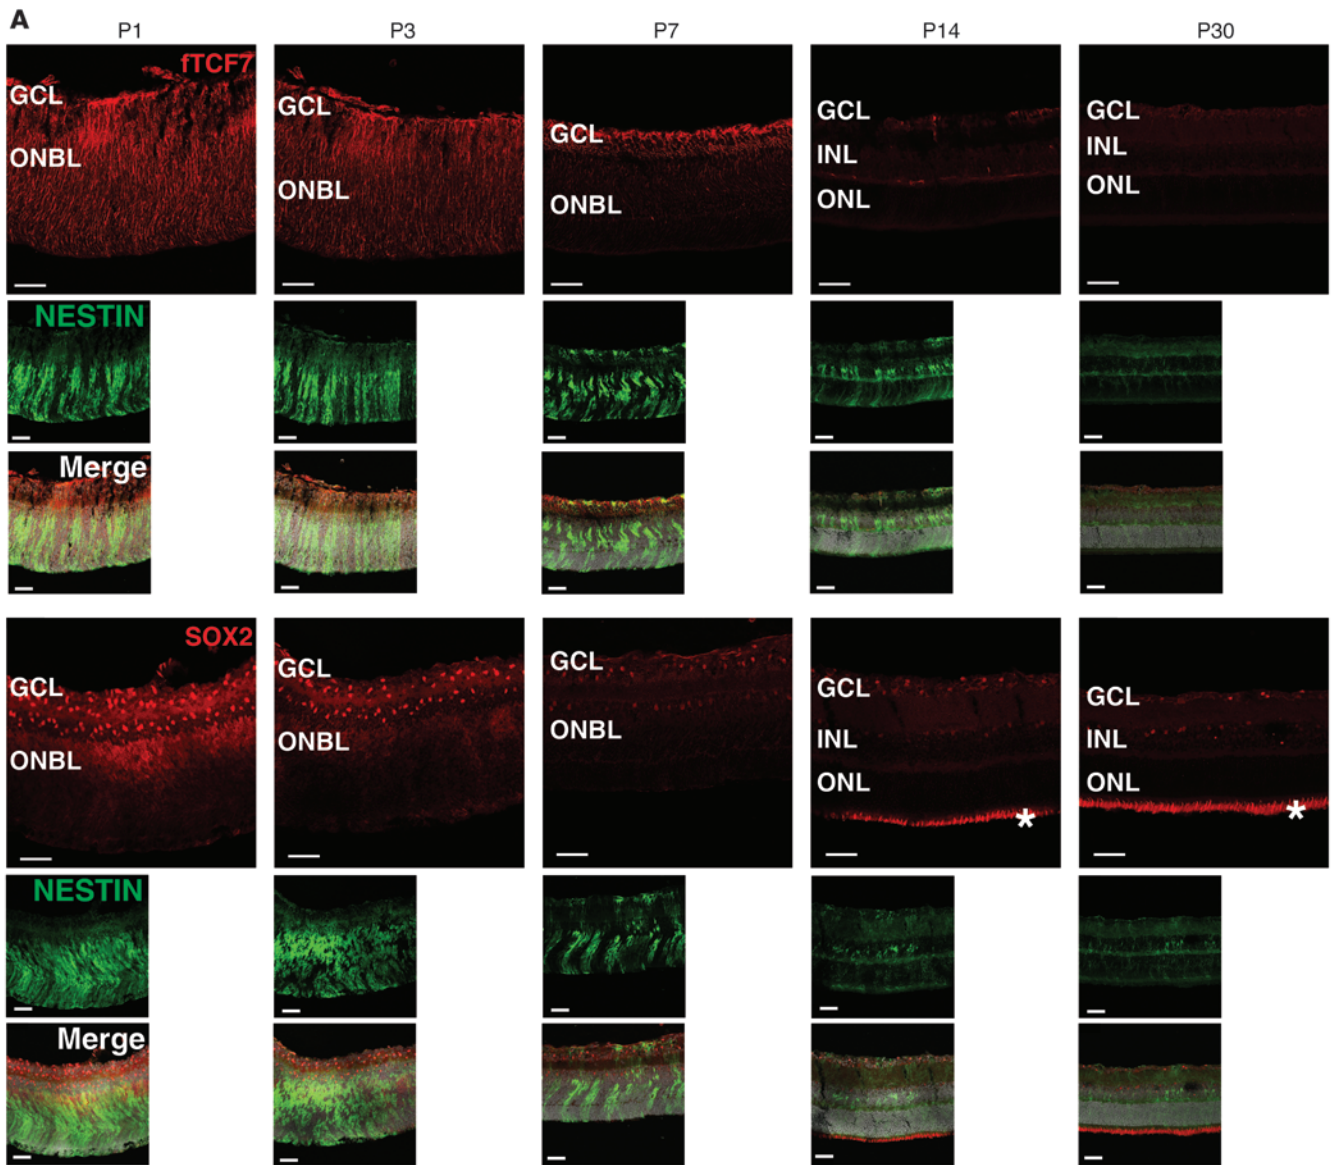 A
P1 P3 P7 P14 P30
fTCF7
GCL
ONBL
GCL
ONBL
GCL
ONBL
GCL
INL
ONL
GCL
INL
ONL
NESTIN
Merge
SOX2
GCL
ONBL
GCL
ONBL
GCL
ONBL
GCL
INL
ONL
*
GCL
INL
ONL
*
NESTIN
Merge